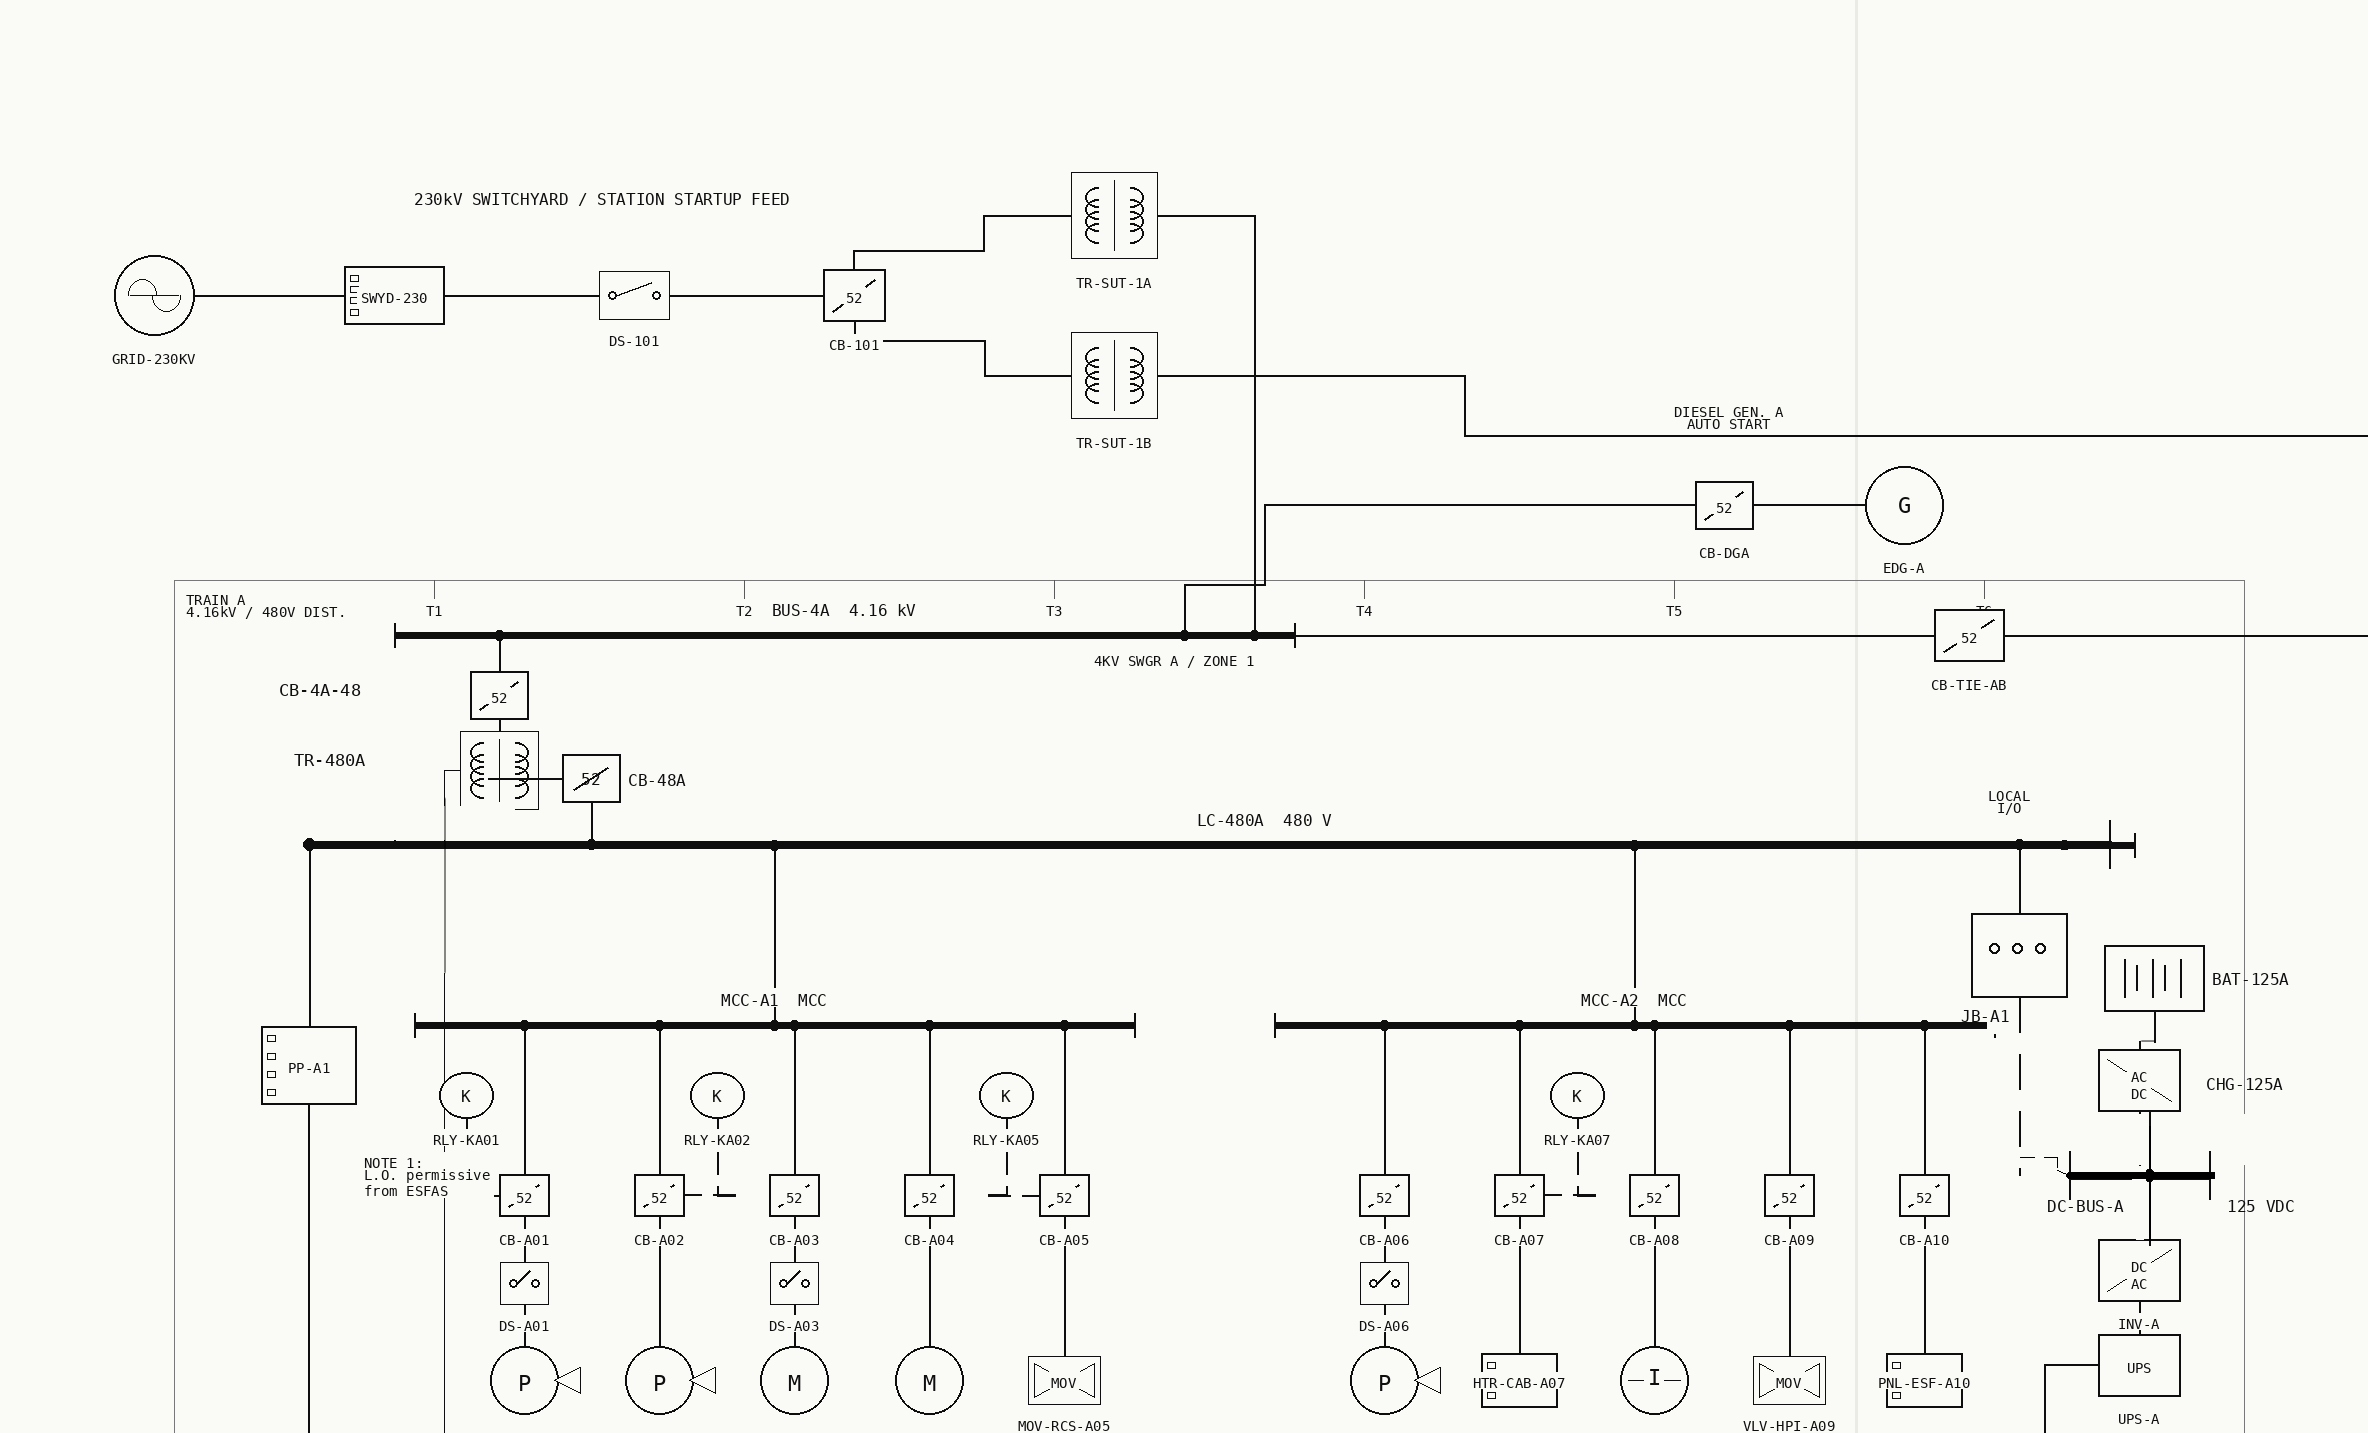 230kV SWITCHYARD / STATION STARTUP FEED
SWYD-230
52
TR-SUT-1A
DS-101
CB-101
GRID-230KV
TR-SUT-1B
DIESEL GEN. A
AUTO START
52
G
CB-DGA
EDG-A
TRAIN A
4.16kV / 480V DIST.
T1
T2
BUS-4A 4.16 kV
T3
T4
T5
52
4KV SWGR A / ZONE 1
CB-TIE-AB
CB-4A-48
52
TR-480A
52
CB-48A
LOCAL
I/O
LC-480A 480 V
BAT-125A
MCC-A1 MCC
MCC-A2 MCC
JB-A1
PP-A1
AC
DC
CHG-125A
K
K
K
K
RLY-KA01
RLY-KA02
RLY-KA05
RLY-KA07
NOTE 1:
L.O. permissive
from ESFAS
52
52
52
52
52
52
52
52
52
52
DC-BUS-A
125 VDC
CB-A01
CB-A02
CB-A03
CB-A04
CB-A05
CB-A06
CB-A07
CB-A08
CB-A09
CB-A10
DC
AC
DS-A01
DS-A03
DS-A06
INV-A
P
P
M
M
MOV
P
HTR-CAB-A07
I
MOV
PNL-ESF-A10
UPS
MOV-RCS-A05
VLV-HPI-A09
UPS-A